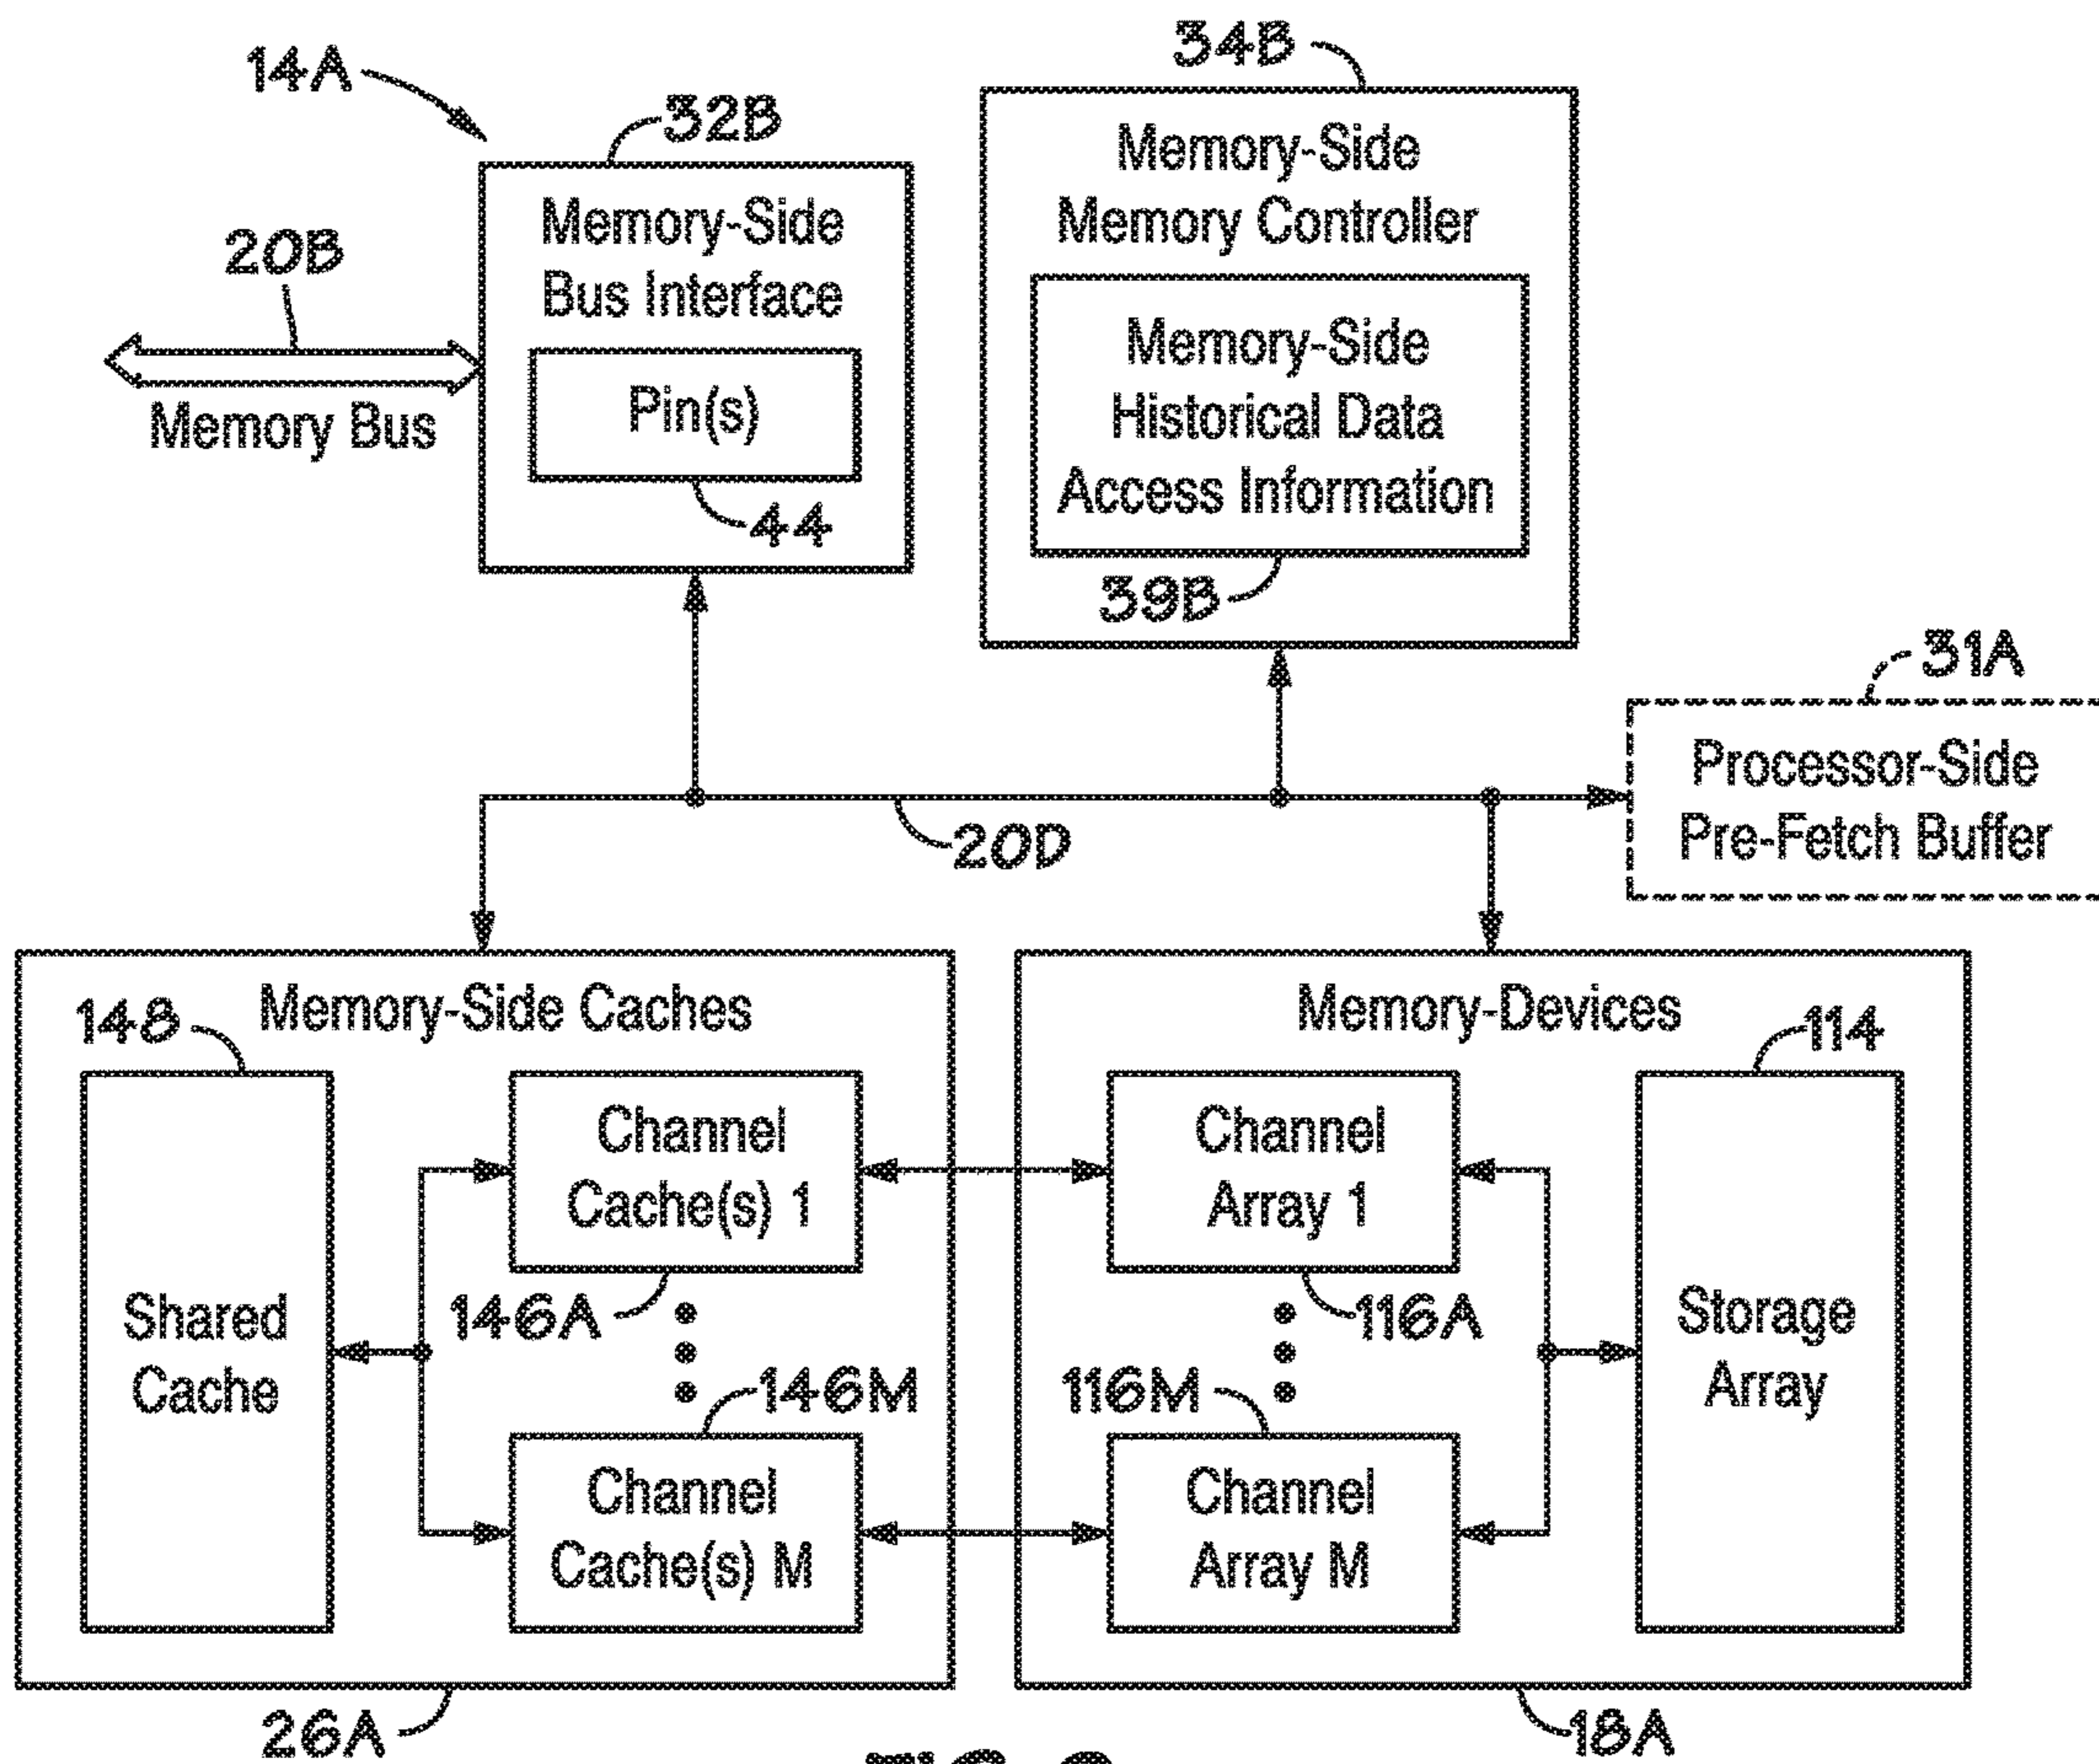 14A
32B
34B
Memory-Side
Bus Interface
Pin(s)
44
20B
Memory Bus
Memory-Side
Memory Controller
Memory-Side
Historical Data
Access Information
39B
31A
Processor-Side
Pre-Fetch Buffer
20D
Memory-Side Caches
148
Shared
Cache
Channel
Cache(s) 1
146A
146M
Channel
Cache(s) M
26A
Memory-Devices
114
Channel
Array 1
116A
116M
Channel
Array M
Storage
Array
18A